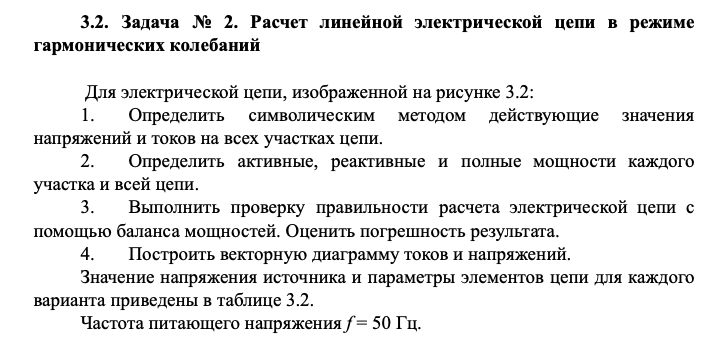 3.2. Задача № 2. Расчет линейной электрической цепи в режиме
гармонических колебаний
Для электрической цепи, изображенной на рисунке 3.2:
1. Определить символическим методом действующие значения
напряжений и токов на всех участках цепи.
2. Определить активные, реактивные и полные мощности каждого
участка и всей цепи.
3. Выполнить проверку правильности расчета электрической цепи с
помощью баланса мощностей. Оценить погрешность результата.
4. Построить векторную диаграмму токов и напряжений.
Значение напряжения источника и параметры элементов цепи для каждого
варианта приведены в таблице 3.2.
Частота питающего напряжения f = 50 Гц.